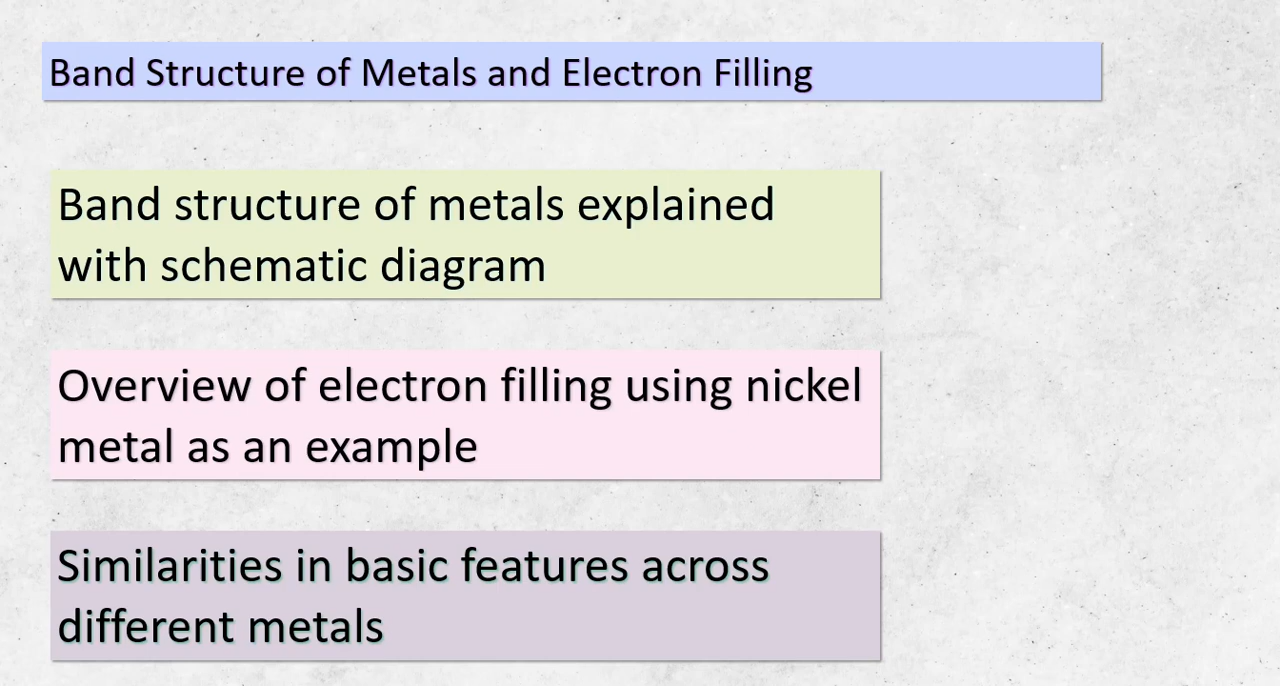 Band Structure of Metals and Electron Filling
Band structure of metals explained
with schematic diagram
Overview of electron filling using nickel
metal as an example
Similarities in basic features across
different metals